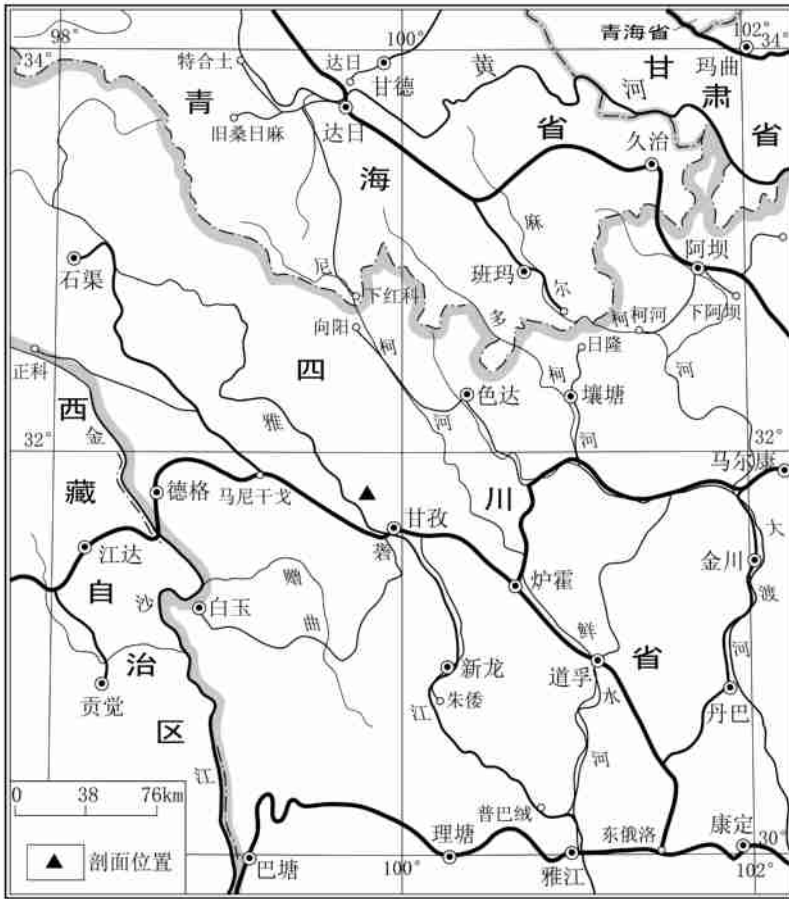 98°
100°
102°
34°
34°
青海省
特合土
达日
甘德
玛曲
黄
河
甘
肃
省
青
海
省
旧桑日麻
达日
久治
石渠
尼
下红科
班玛
麻
尔
柯
河
阿坝
下阿坝
柯河
向阳
多
柯
河
日隆
壤塘
正科
四
川
省
雅
砻
江
柯
河
色达
西
藏
自
治
区
金
沙
江
32°
32°
马尔康
德格
马尼干戈
甘孜
江达
大
渡
河
金川
炉霍
白玉
赠
曲
鲜
水
河
道孚
新龙
朱倭
贡觉
丹巴
普巴绒
0 38 76km
剖面位置
巴塘
理塘
雅江
东俄洛
康定
30°
100°
102°